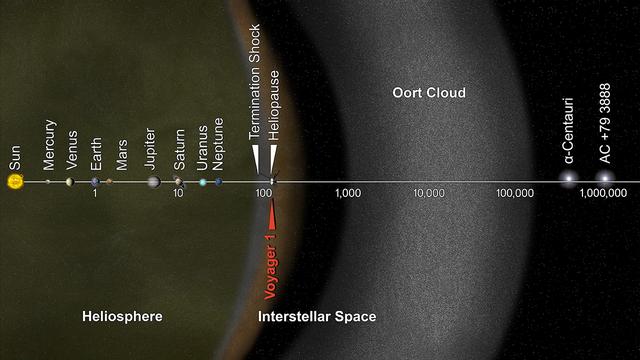 Sun
Mercury
Venus
Earth
Mars
Jupiter
Saturn
Uranus
Neptune
Termination Shock
Heliopause
Oort Cloud
α-Centauri
AC +79 3888
1
10
100
1,000
10,000
100,000
1,000,000
Voyager 1
Heliosphere
Interstellar Space